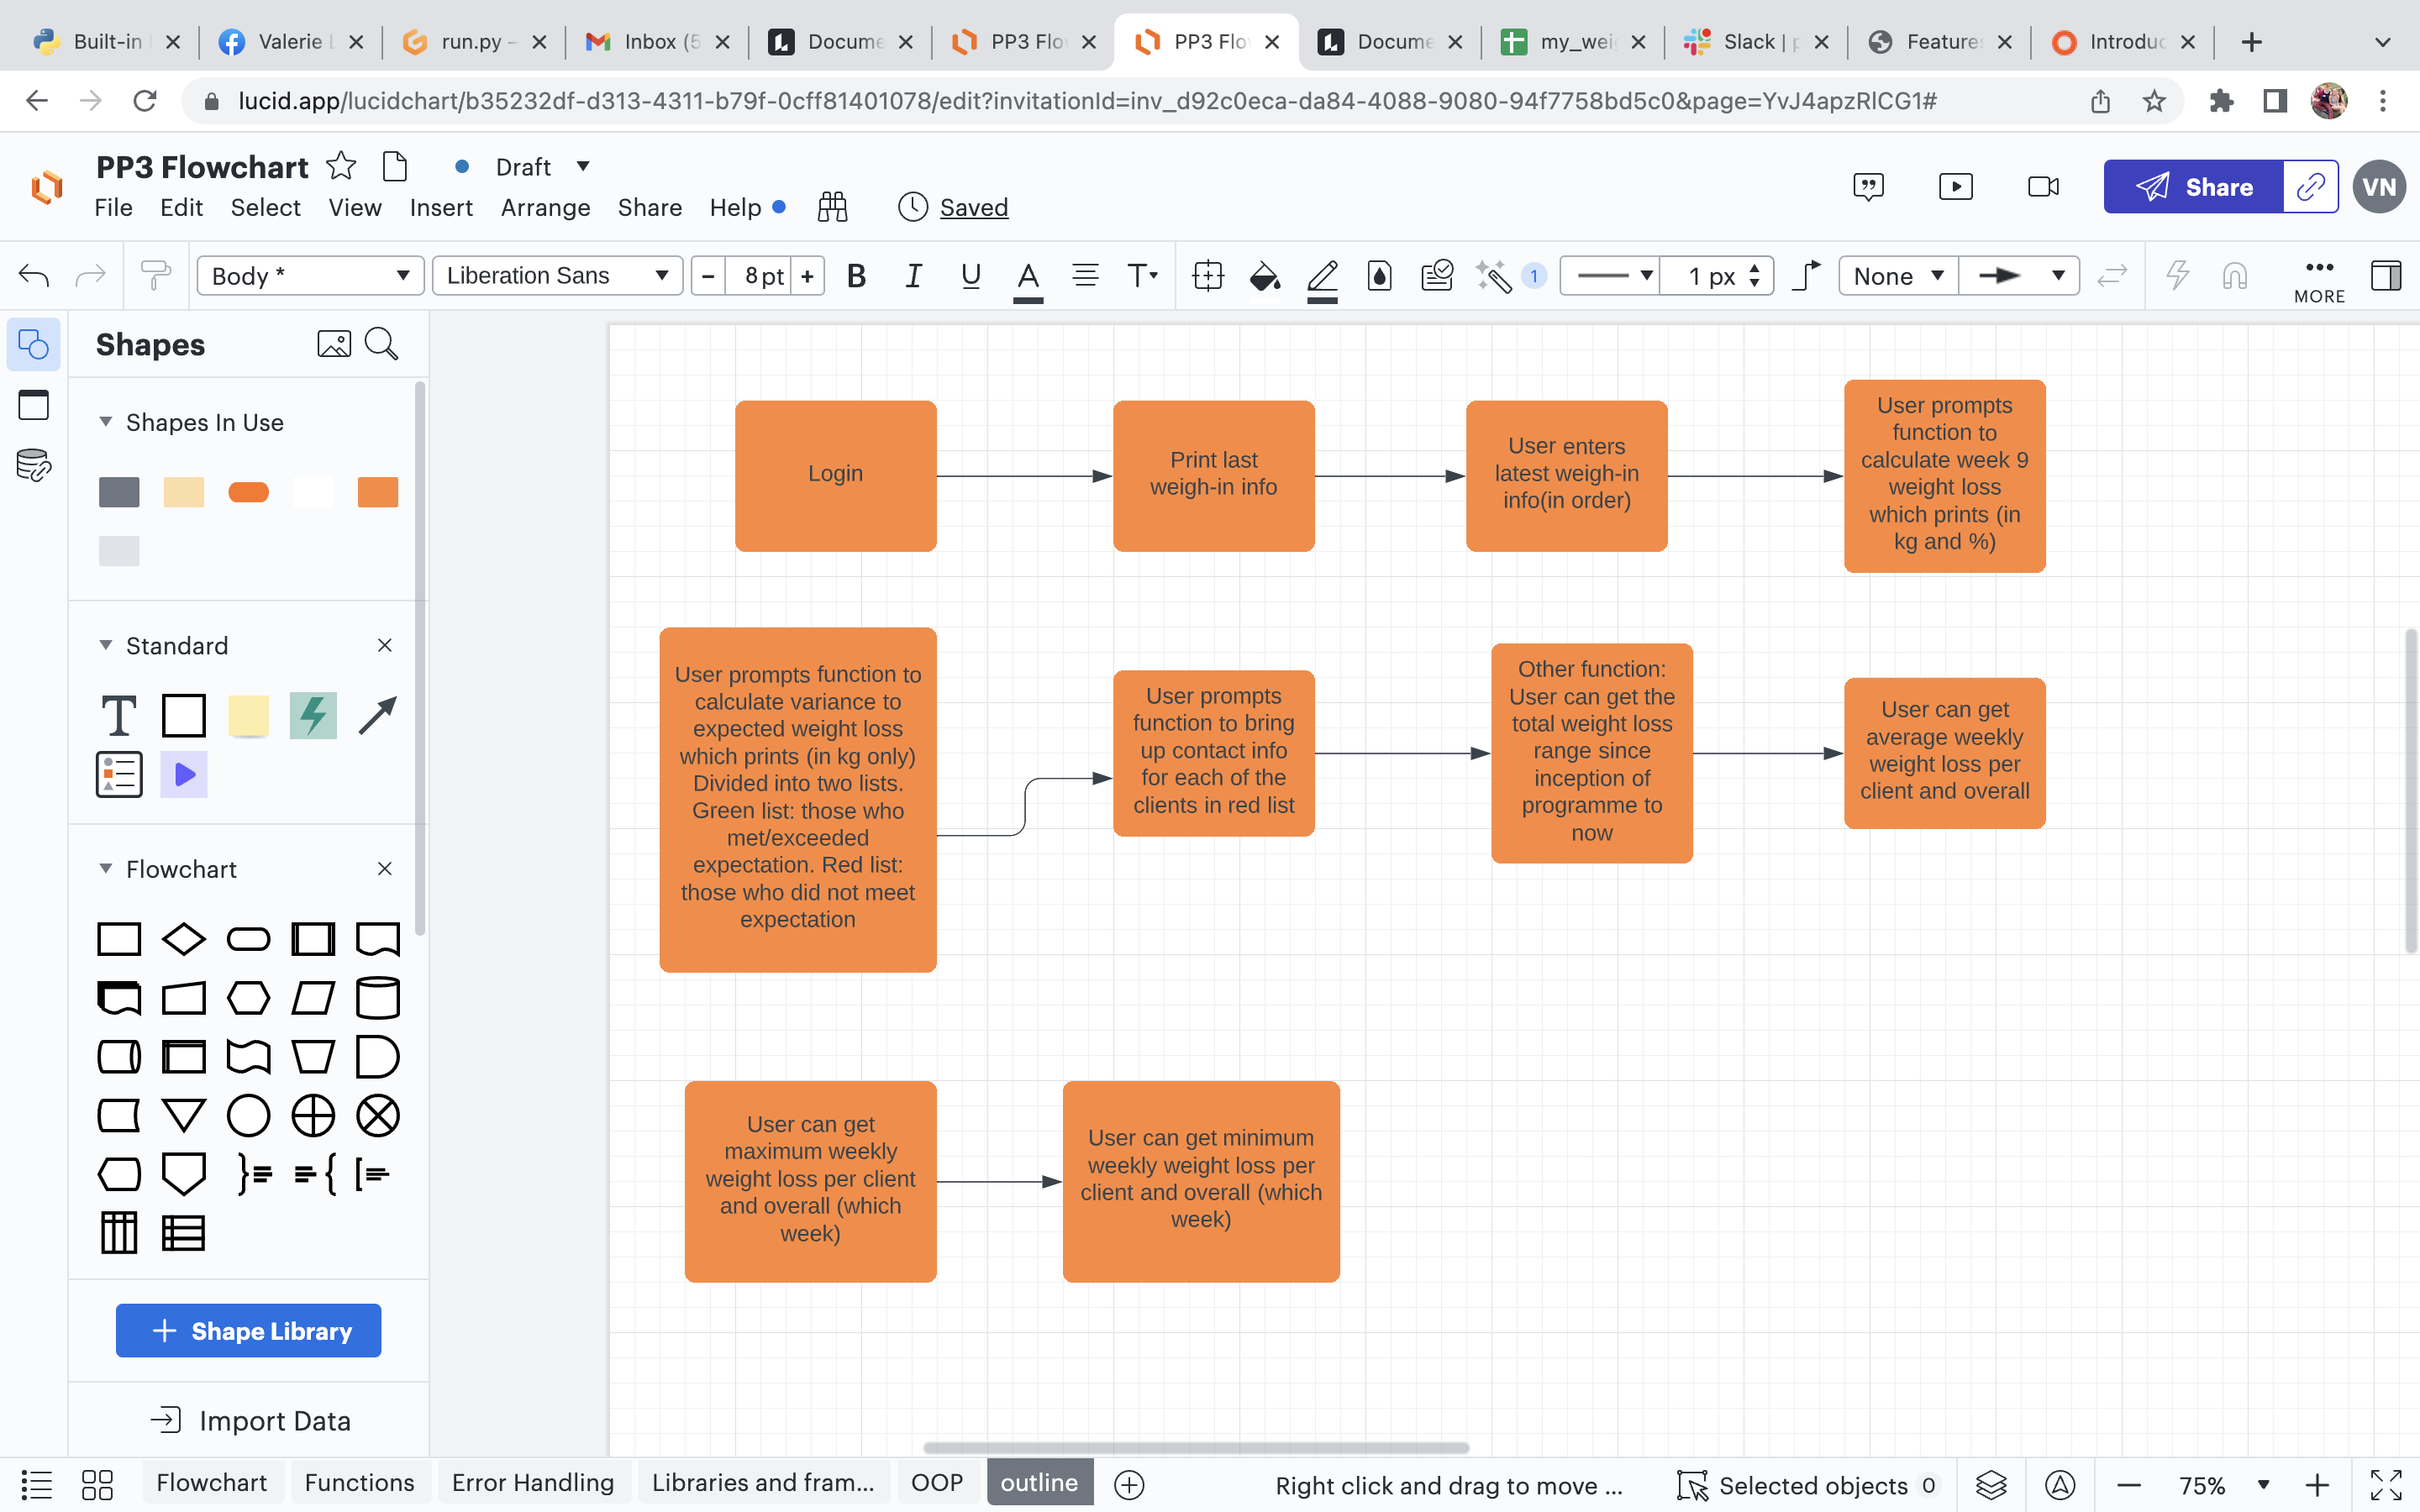 Built-in
Valerie L
run.py -
Inbox (5
Docume
PP3 Flo
PP3 Flo
Docume
my_wei
Slack | p
Feature
Introduc
lucid.app/lucidchart/b35232df-d313-4311-b79f-0cff81401078/edit?invitationId=inv_d92c0eca-da84-4088-9080-94f7758bd5c0&page=YvJ4apzRlCG1#
PP3 Flowchart
Draft
File Edit Select View Insert Arrange Share Help
Saved
Share
VN
Body *
Liberation Sans
− 8 pt +
B I U A T
1
1 px
None
MORE
Shapes
Shapes In Use
Standard
T
Flowchart
+ Shape Library
Import Data
Login
Print last
weigh-in info
User enters
latest weigh-in
info(in order)
User prompts
function to
calculate week 9
weight loss
which prints (in
kg and %)
User prompts function to
calculate variance to
expected weight loss
which prints (in kg only)
Divided into two lists.
Green list: those who
met/exceeded
expectation. Red list:
those who did not meet
expectation
User prompts
function to bring
up contact info
for each of the
clients in red list
Other function:
User can get the
total weight loss
range since
inception of
programme to
now
User can get
average weekly
weight loss per
client and overall
User can get
maximum weekly
weight loss per client
and overall (which
week)
User can get minimum
weekly weight loss per
client and overall (which
week)
Flowchart
Functions
Error Handling
Libraries and fram...
OOP
outline
Right click and drag to move ...
Selected objects 0
75%